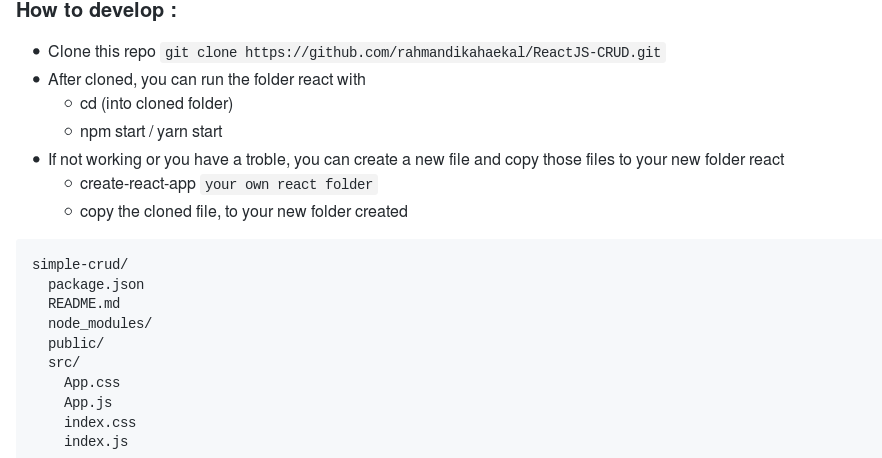 How to develop :
Clone this repo git clone https://github.com/rahmandikahaekal/ReactJS-CRUD.git
After cloned, you can run the folder react with
cd (into cloned folder)
npm start / yarn start
If not working or you have a troble, you can create a new file and copy those files to your new folder react
create-react-app your own react folder
copy the cloned file, to your new folder created
simple-crud/
package.json
README.md
node_modules/
public/
src/
App.css
App.js
index.css
index.js